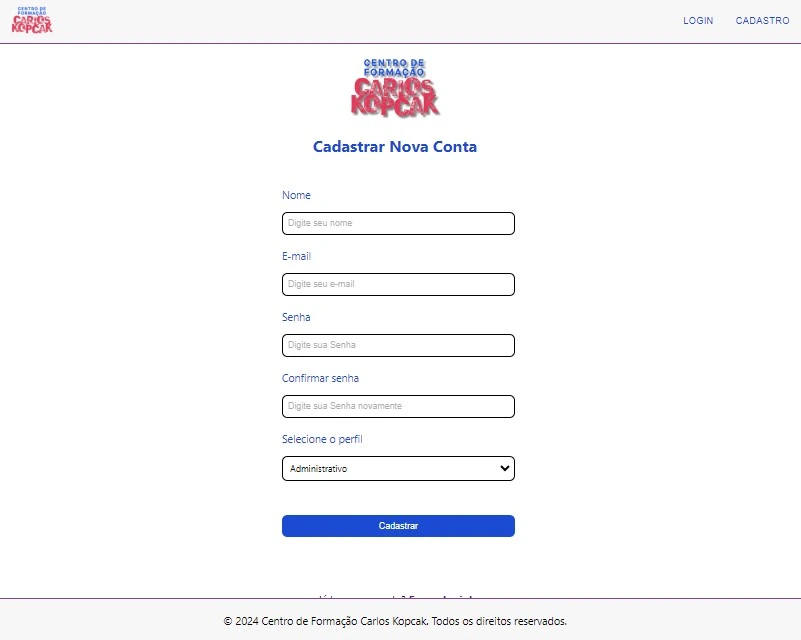 CENTRO DE
FORMAÇÃO
CARLOS
KOPCAK
LOGIN CADASTRO
CENTRO DE
FORMAÇÃO
CARLOS
KOPCAK
Cadastrar Nova Conta
Nome
Digite seu nome
E-mail
Digite seu e-mail
Senha
Digite sua Senha
Confirmar senha
Digite sua Senha novamente
Selecione o perfil
Administrativo
Cadastrar
© 2024 Centro de Formação Carlos Kopcak. Todos os direitos reservados.